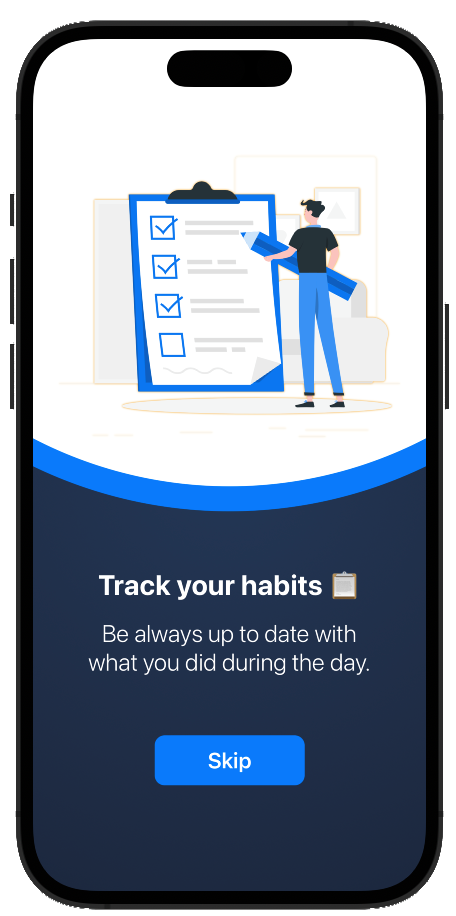 Track your habits 📋
Be always up to date with
what you did during the day.
Skip